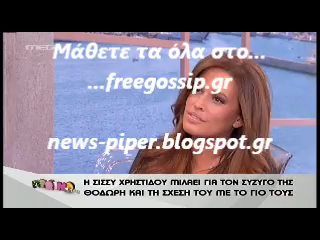 MEGA
Μάθετε τα όλα στο...
...freegossip.gr
news-piper.blogspot.gr
Η ΣΙΣΣΥ ΧΡΗΣΤΙΔΟΥ ΜΙΛΑΕΙ ΓΙΑ ΤΟΝ ΣΥΖΥΓΟ ΤΗΣ
ΘΟΔΩΡΗ ΚΑΙ ΤΗ ΣΧΕΣΗ ΤΟΥ ΜΕ ΤΟ ΓΙΟ ΤΟΥΣ